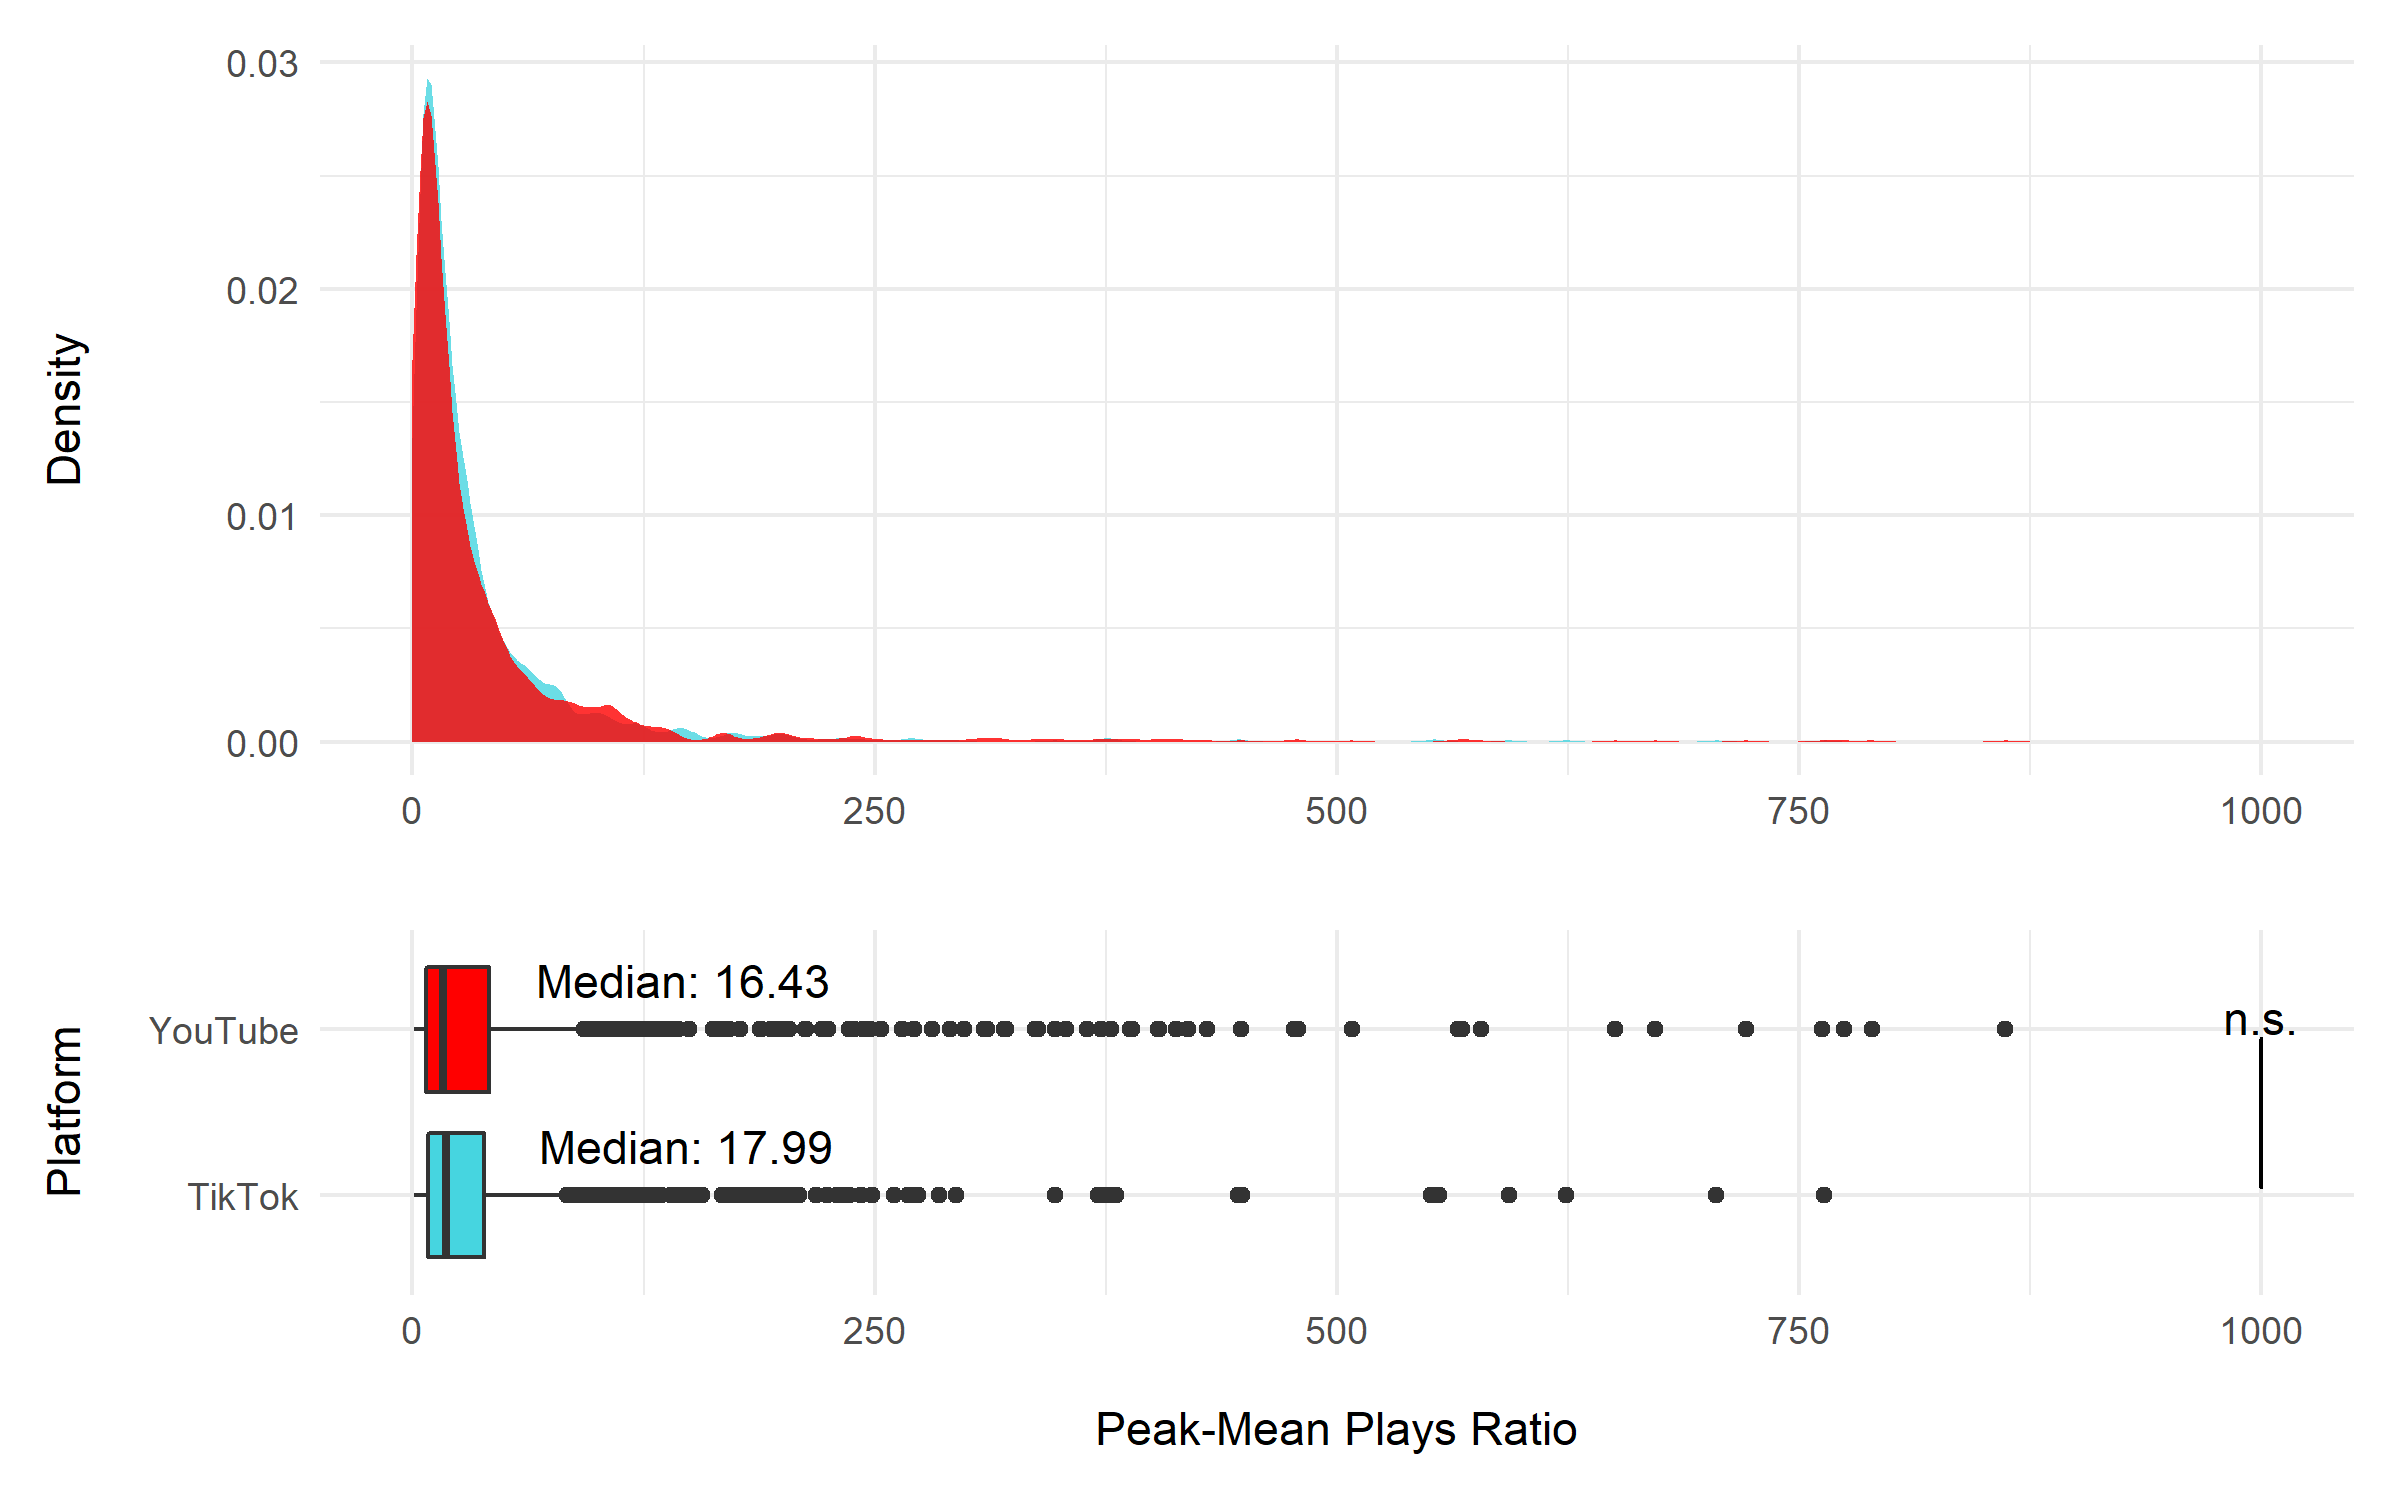 0.03
0.02
0.01
0.00
Density
0 250 500 750 1000
Median: 16.43
YouTube
n.s.
Median: 17.99
TikTok
Platform
0 250 500 750 1000
Peak-Mean Plays Ratio